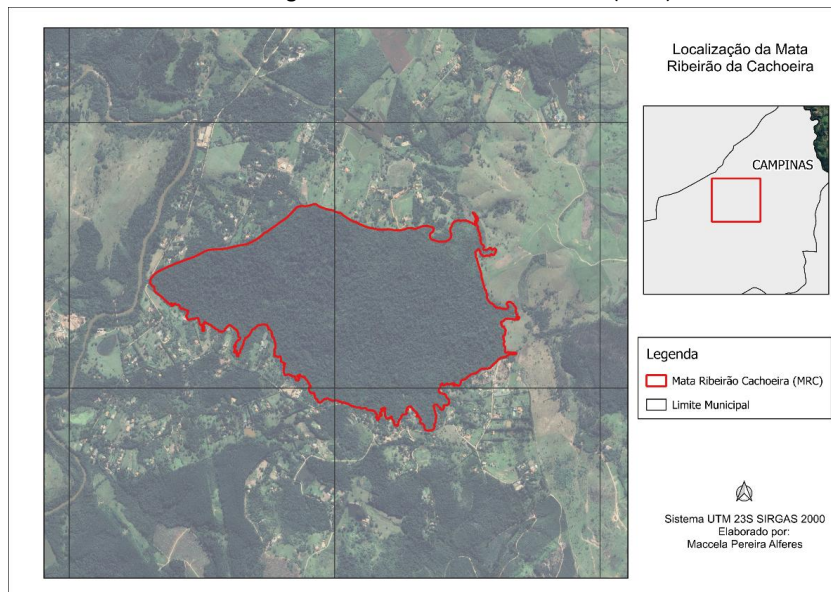 Localização da Mata
Ribeirão da Cachoeira
CAMPINAS
Legenda
Mata Ribeirão Cachoeira (MRC)
Limite Municipal
Sistema UTM 23S SIRGAS 2000
Elaborado por:
Maccela Pereira Alferes